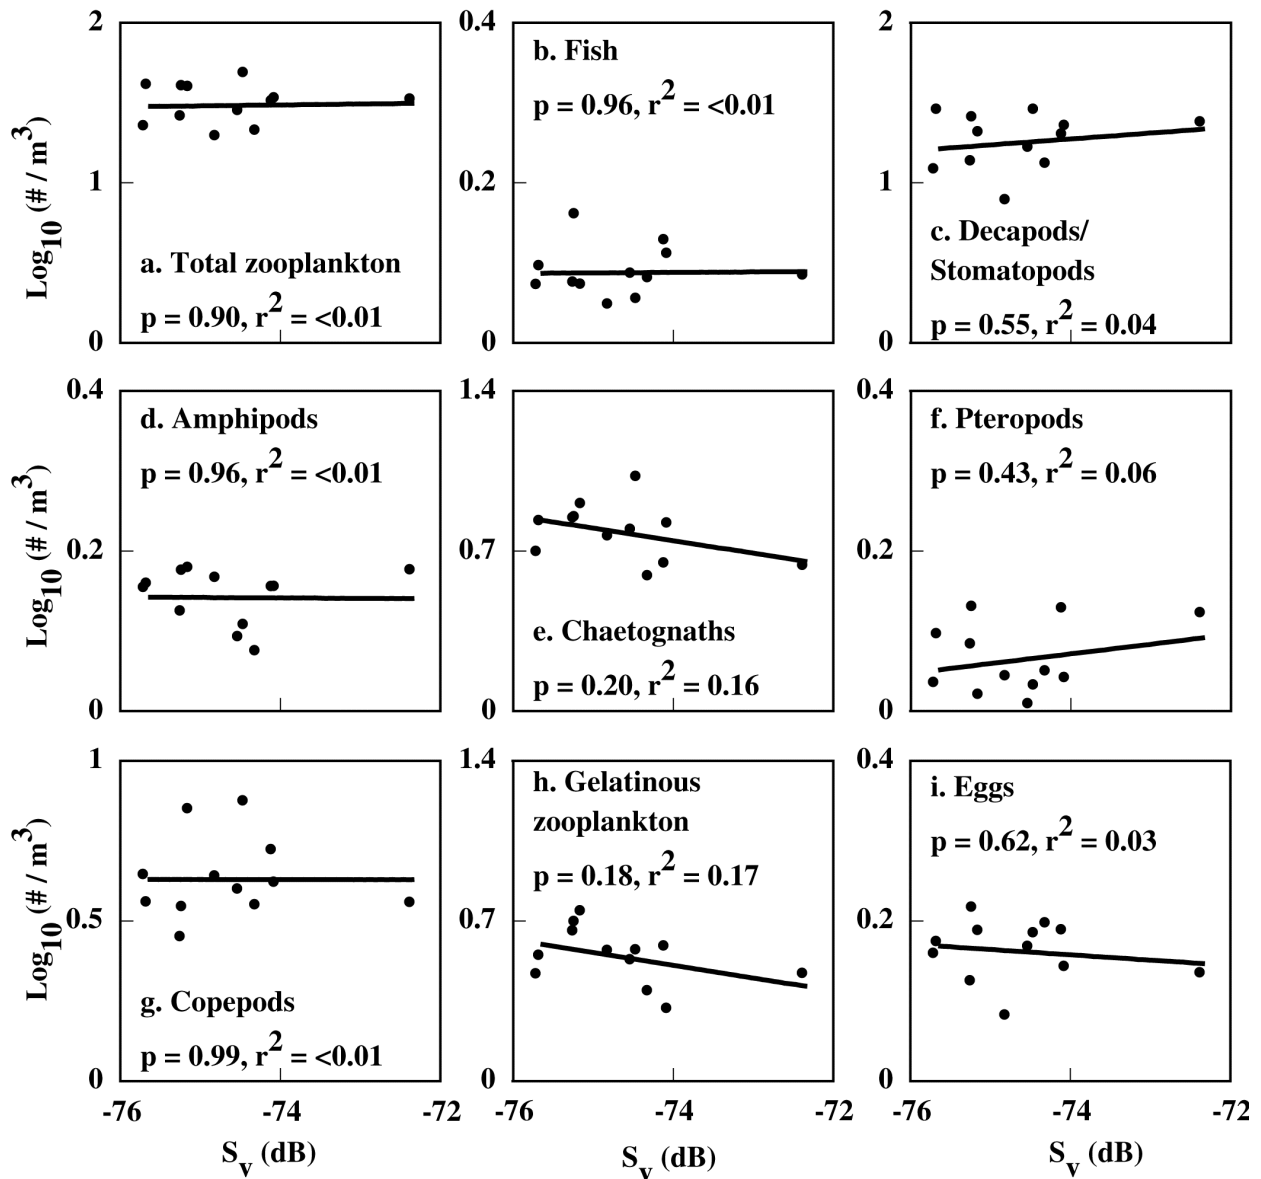 2
1
0
Log10 (# / m3)
a. Total zooplankton
p = 0.90, r2 = <0.01
0.4
0.2
0
b. Fish
p = 0.96, r2 = <0.01
2
1
0
c. Decapods/
Stomatopods
p = 0.55, r2 = 0.04
0.4
0.2
0
Log10 (# / m3)
d. Amphipods
p = 0.96, r2 = <0.01
1.4
0.7
0
e. Chaetognaths
p = 0.20, r2 = 0.16
0.4
0.2
0
f. Pteropods
p = 0.43, r2 = 0.06
1
0.5
0
Log10 (# / m3)
g. Copepods
p = 0.99, r2 = <0.01
-76 -74 -72
Sv (dB)
1.4
0.7
0
h. Gelatinous
zooplankton
p = 0.18, r2 = 0.17
-76 -74 -72
Sv (dB)
0.4
0.2
0
i. Eggs
p = 0.62, r2 = 0.03
-76 -74 -72
Sv (dB)